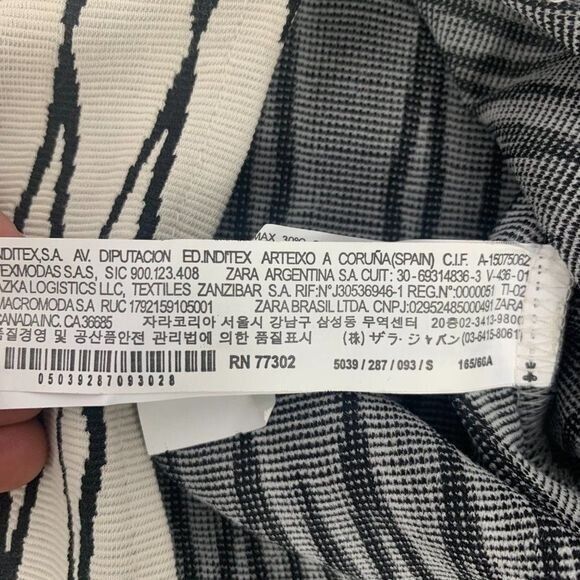 MAX 30ºC
INDITEX,S.A. AV. DIPUTACION ED.INDITEX ARTEIXO A CORUÑA(SPAIN) C.I.F. A-15075062
TEXMODAS S.A.S, SIC 900.123.408 ZARA ARGENTINA S.A. CUIT: 30-69314836-3 V-436-01
AZKA LOGISTICS LLC, TEXTILES ZANZIBAR S.A. RIF:N°J30536946-1 REG.N°:0000051 TI-02
MACROMODA S.A RUC 1792159105001 ZARA BRASIL LTDA. CNPJ:02952485000491 ZARA
CANADA INC. CA 36685 자라코리아 서울시 강남구 삼성동 무역센터 20층 02-3413-9800
품질경영 및 공산품안전 관리법에 의한 품질표시 (株) ザラ・ジャパン (03-6415-8061)
RN 77302 5039 / 287 / 093 / S 165/66A
05039287093028